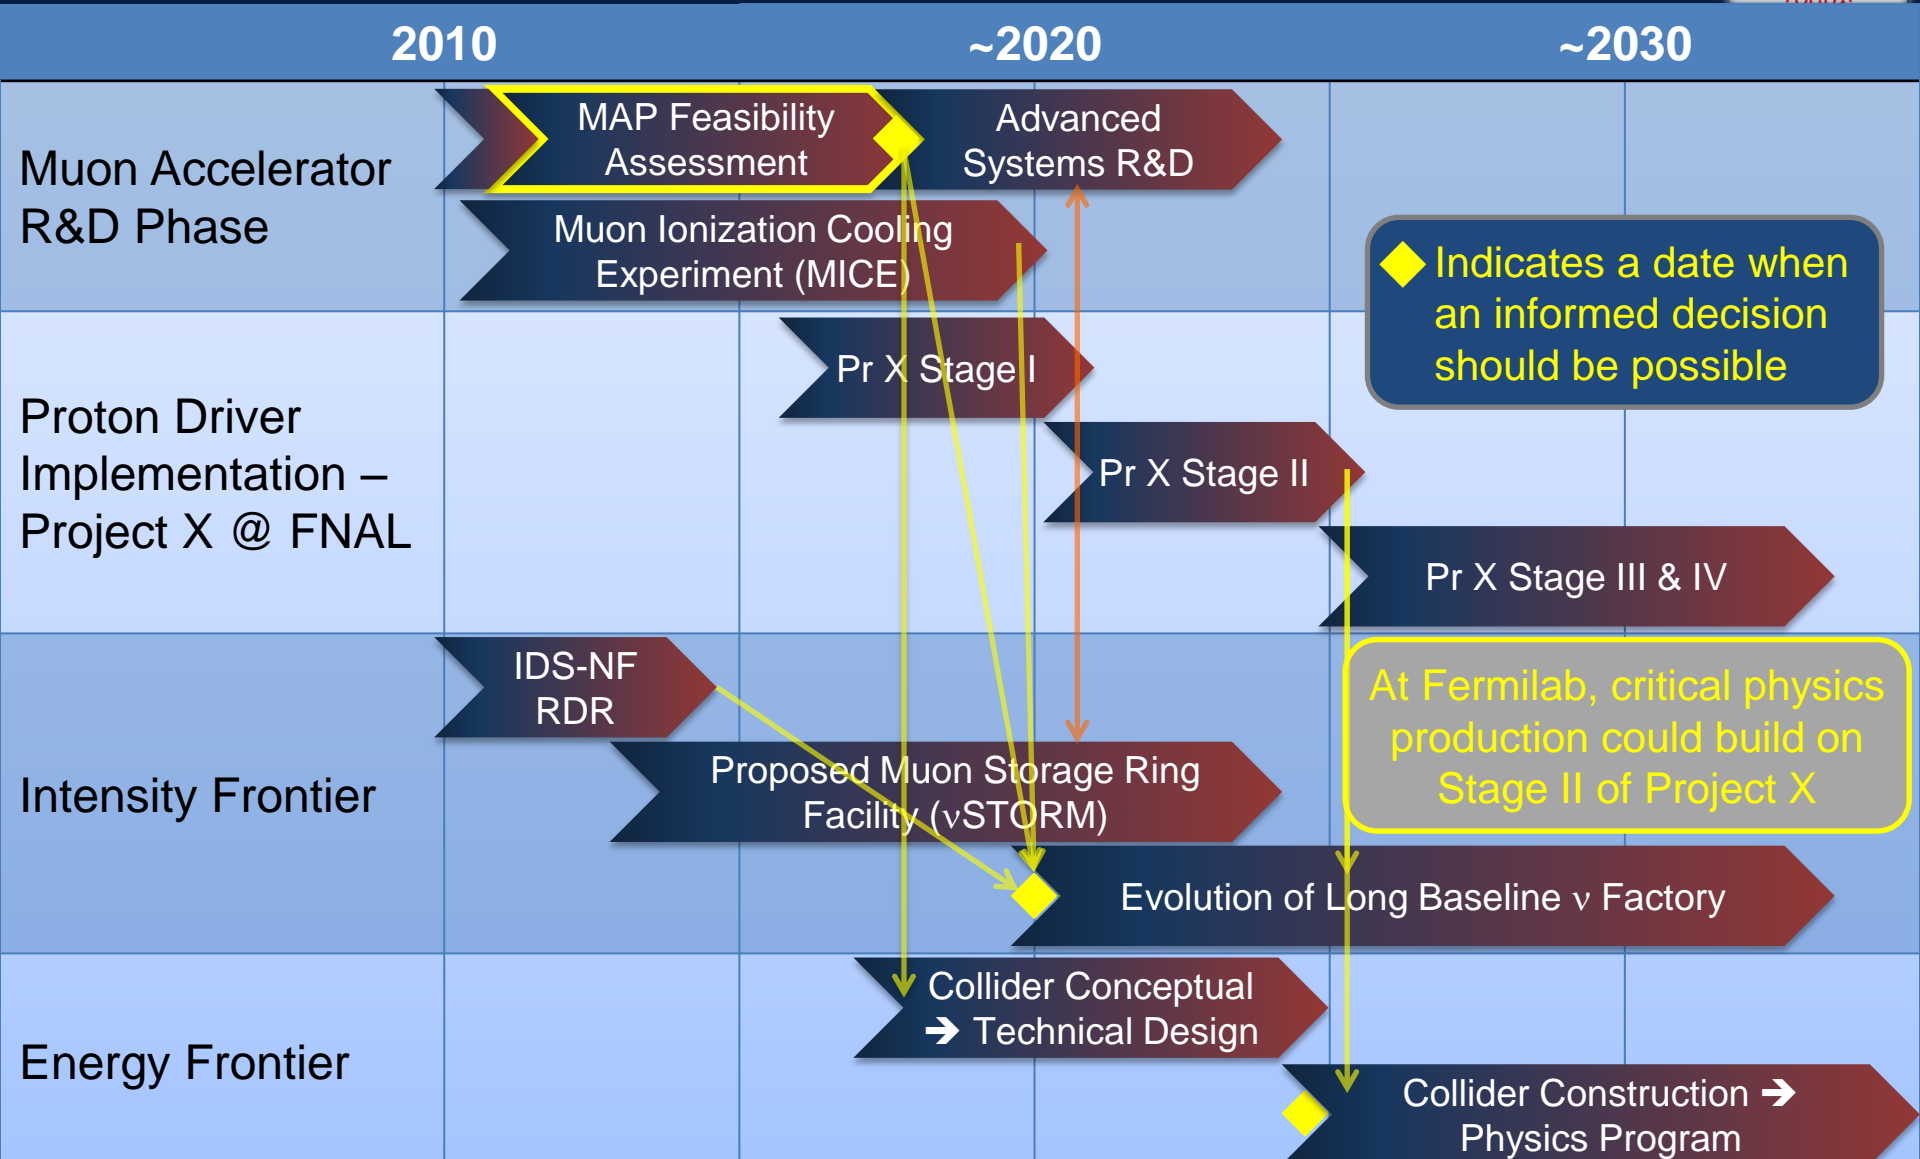 2010
~2020
~2030
Muon Accelerator
R&D Phase
MAP Feasibility
Assessment
Advanced
Systems R&D
Muon Ionization Cooling
Experiment (MICE)
Indicates a date when
an informed decision
should be possible
Proton Driver
Implementation –
Project X @ FNAL
Pr X Stage I
Pr X Stage II
Pr X Stage III & IV
Intensity Frontier
IDS-NF
RDR
At Fermilab, critical physics
production could build on
Stage II of Project X
Proposed Muon Storage Ring
Facility (νSTORM)
Evolution of Long Baseline ν Factory
Energy Frontier
Collider Conceptual
➔ Technical Design
Collider Construction ➔
Physics Program